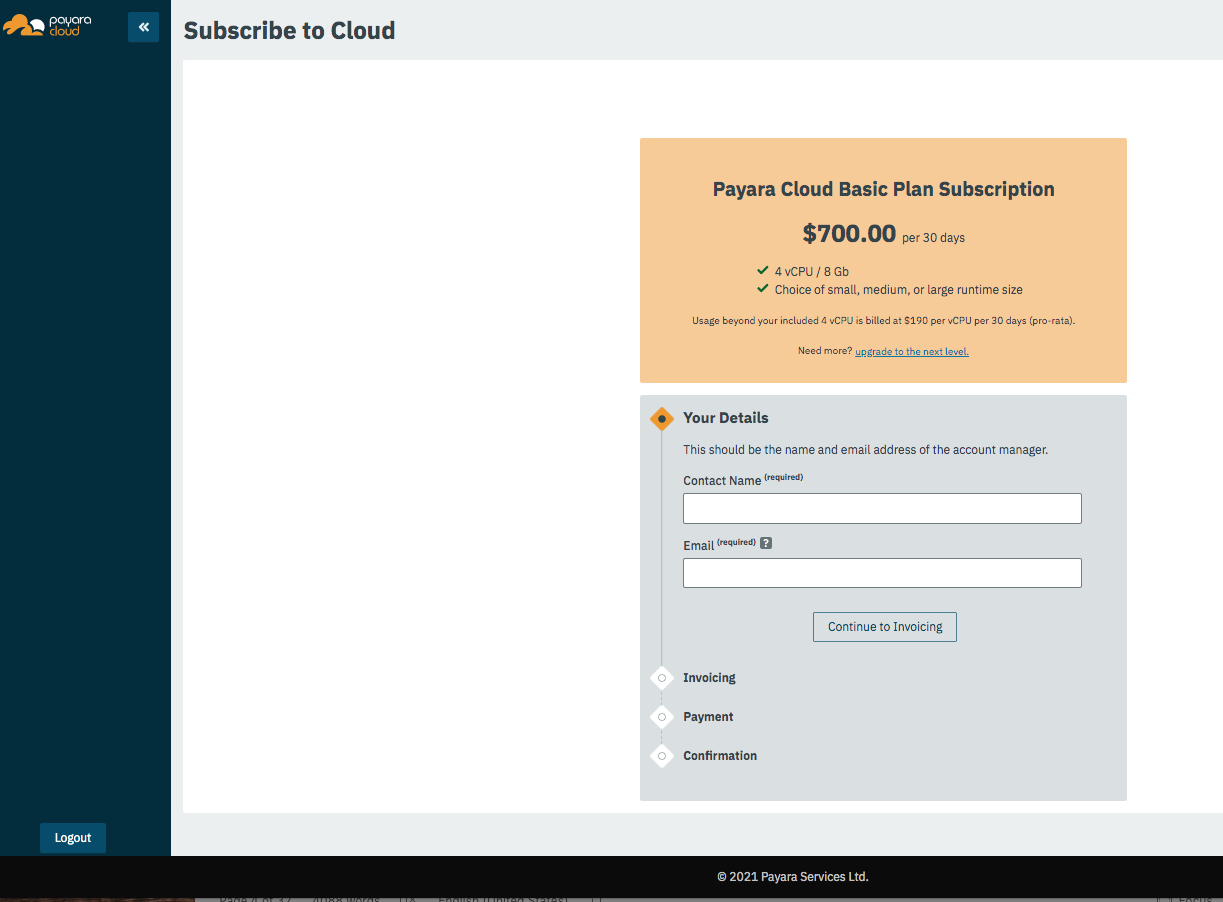 payara
cloud
«
Subscribe to Cloud
Payara Cloud Basic Plan Subscription
$700.00 per 30 days
4 vCPU / 8 Gb
Choice of small, medium, or large runtime size
Usage beyond your included 4 vCPU is billed at $190 per vCPU per 30 days (pro-rata).
Need more? upgrade to the next level.
Your Details
This should be the name and email address of the account manager.
Contact Name (required)
Email (required) ?
Continue to Invoicing
Invoicing
Payment
Confirmation
Logout
© 2021 Payara Services Ltd.
English (United States)
Focus